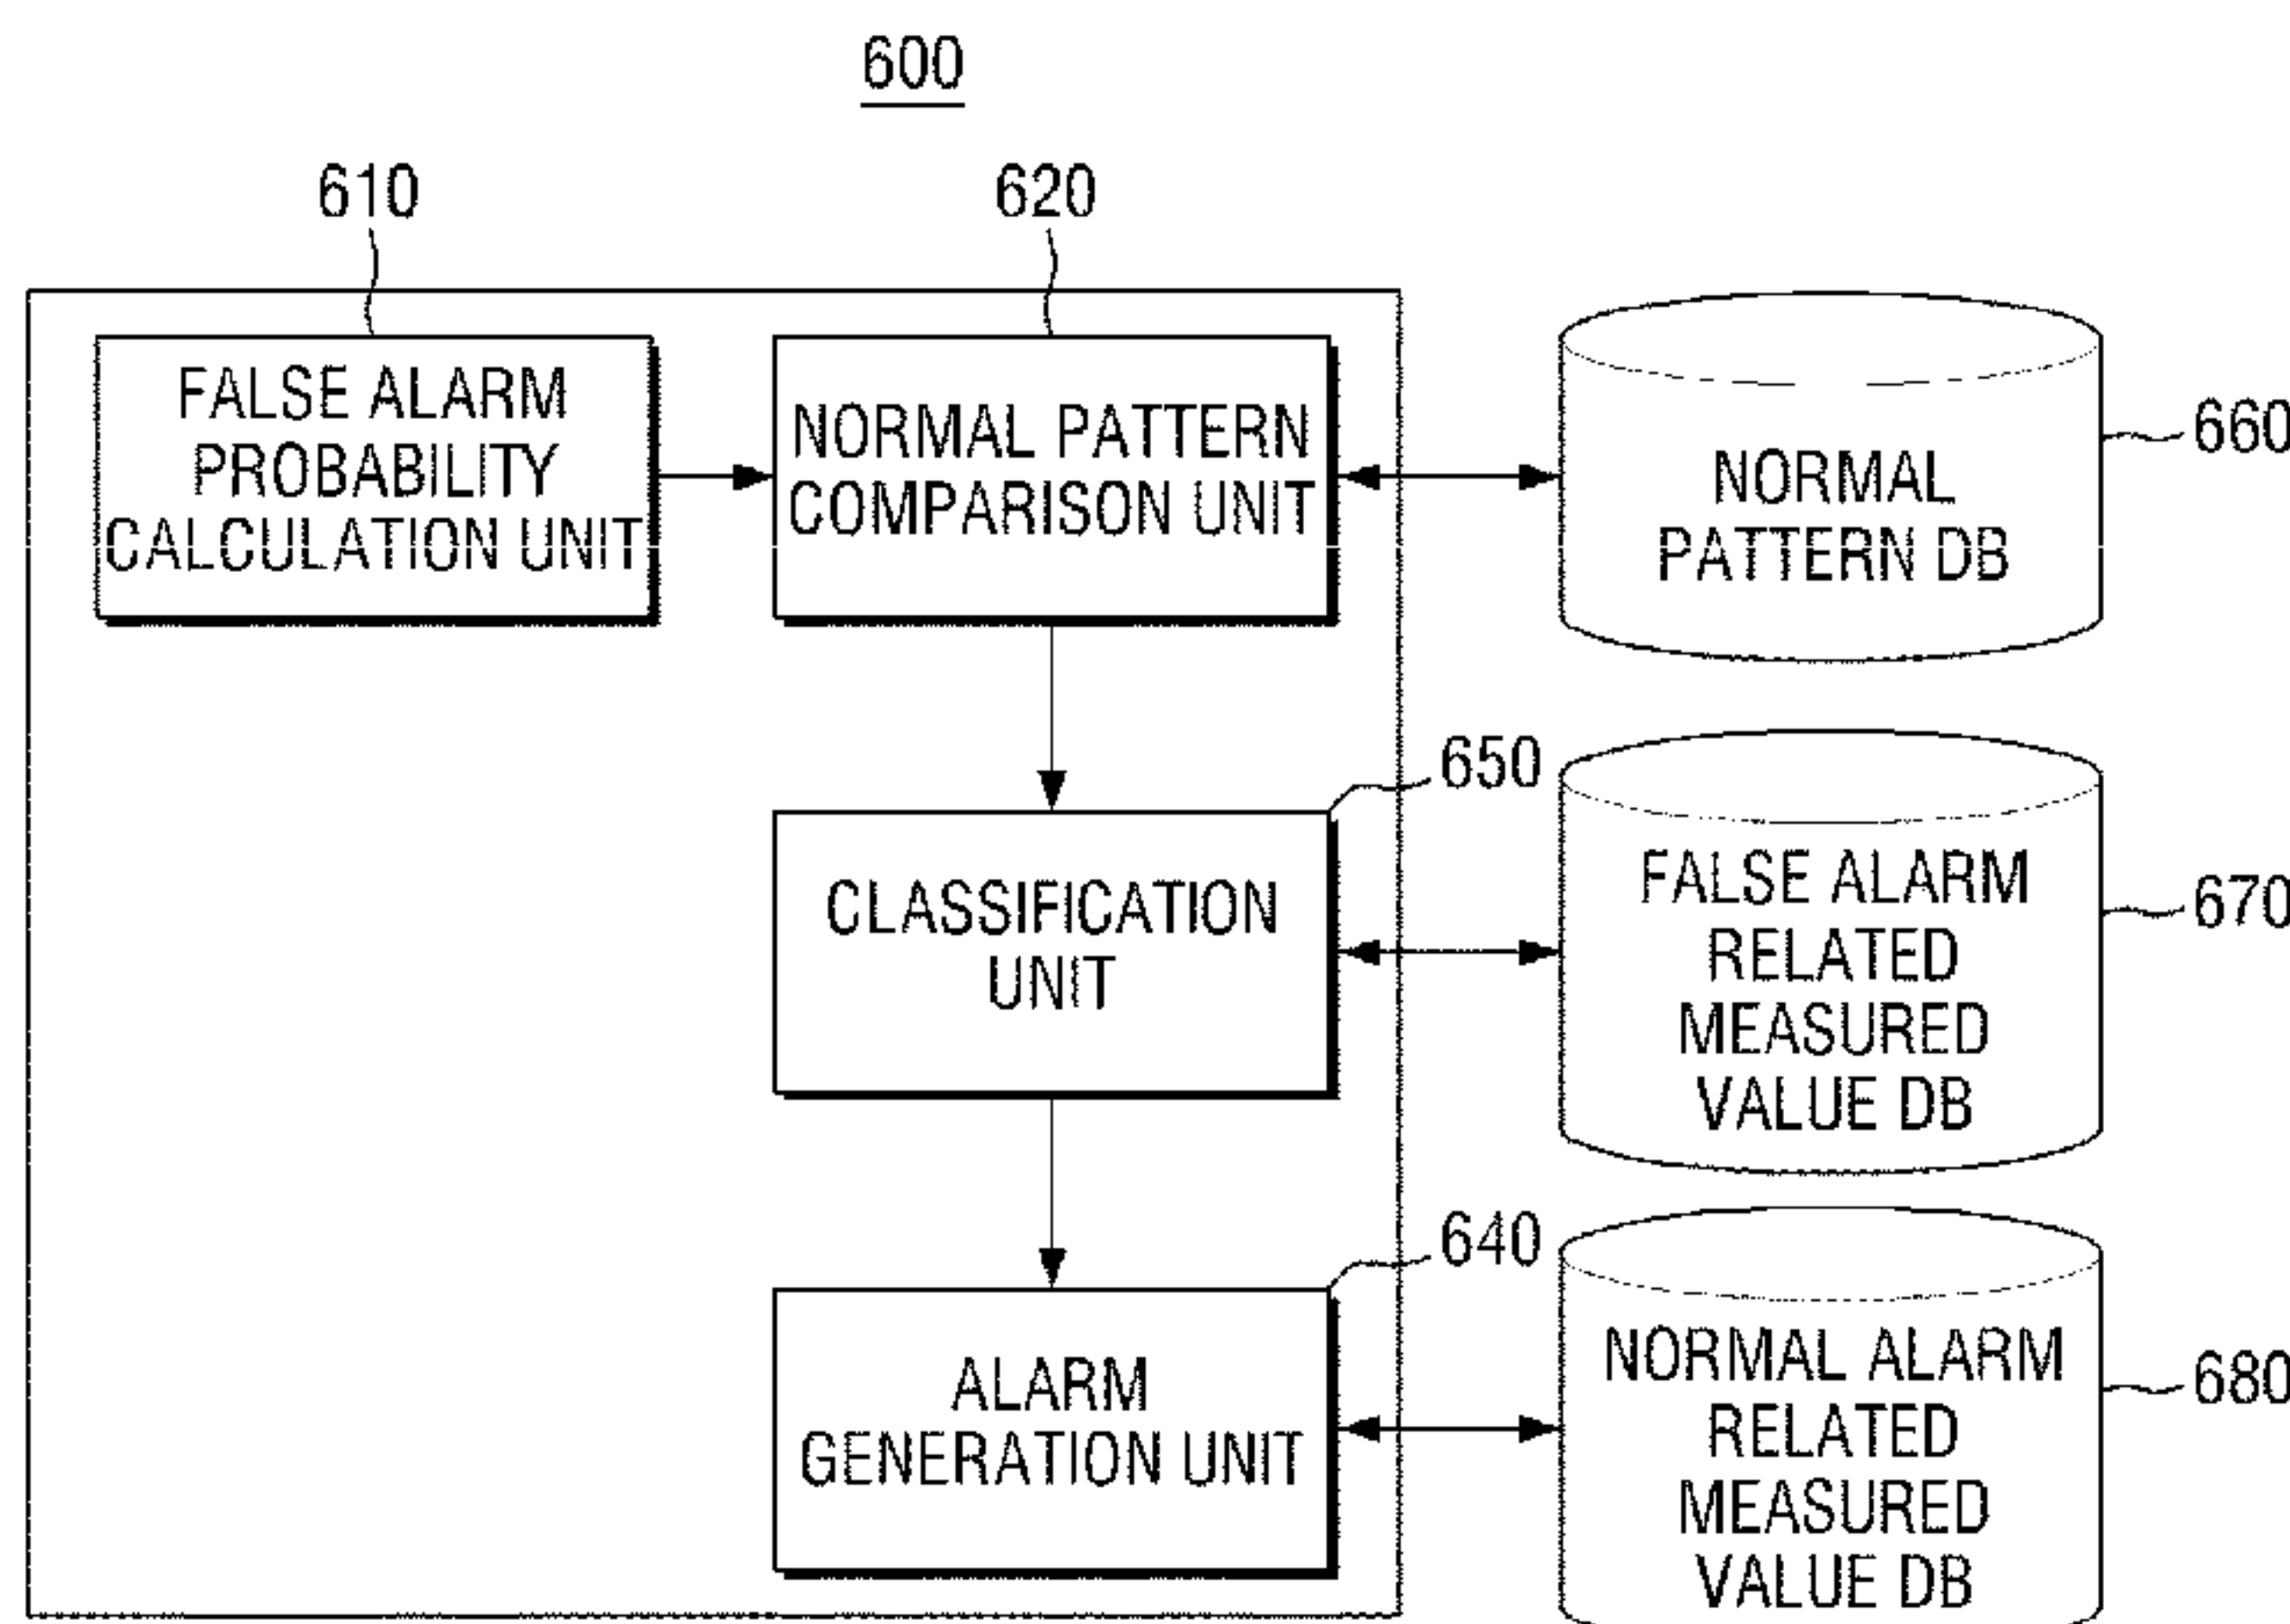 600
610
620
FALSE ALARM
PROBABILITY
CALCULATION UNIT
NORMAL PATTERN
COMPARISON UNIT
NORMAL
PATTERN DB
660
650
CLASSIFICATION
UNIT
FALSE ALARM
RELATED
MEASURED
VALUE DB
670
640
ALARM
GENERATION UNIT
NORMAL ALARM
RELATED
MEASURED
VALUE DB
680